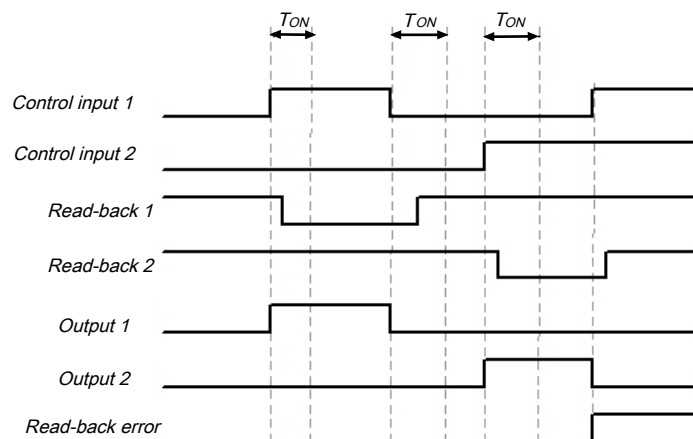 TON TON TON
Control input 1
Control input 2
Read-back 1
Read-back 2
Output 1
Output 2
Read-back error